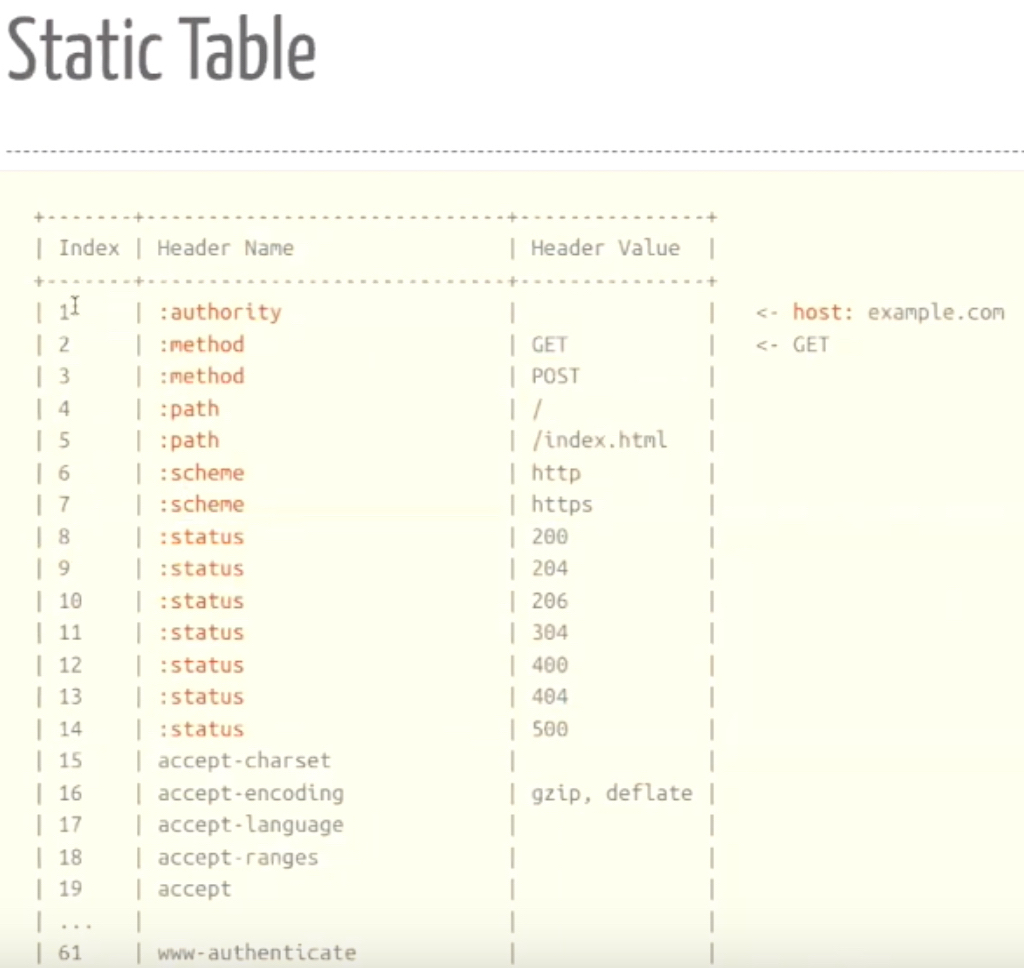 Static Table
+-------+-----------------------------+---------------+
| Index | Header Name | Header Value |
+-------+-----------------------------+---------------+
| 1 | :authority | | <- host: example.com
| 2 | :method | GET | <- GET
| 3 | :method | POST |
| 4 | :path | / |
| 5 | :path | /index.html |
| 6 | :scheme | http |
| 7 | :scheme | https |
| 8 | :status | 200 |
| 9 | :status | 204 |
| 10 | :status | 206 |
| 11 | :status | 304 |
| 12 | :status | 400 |
| 13 | :status | 404 |
| 14 | :status | 500 |
| 15 | accept-charset | |
| 16 | accept-encoding | gzip, deflate |
| 17 | accept-language | |
| 18 | accept-ranges | |
| 19 | accept | |
| ... | | |
| 61 | www-authenticate | |